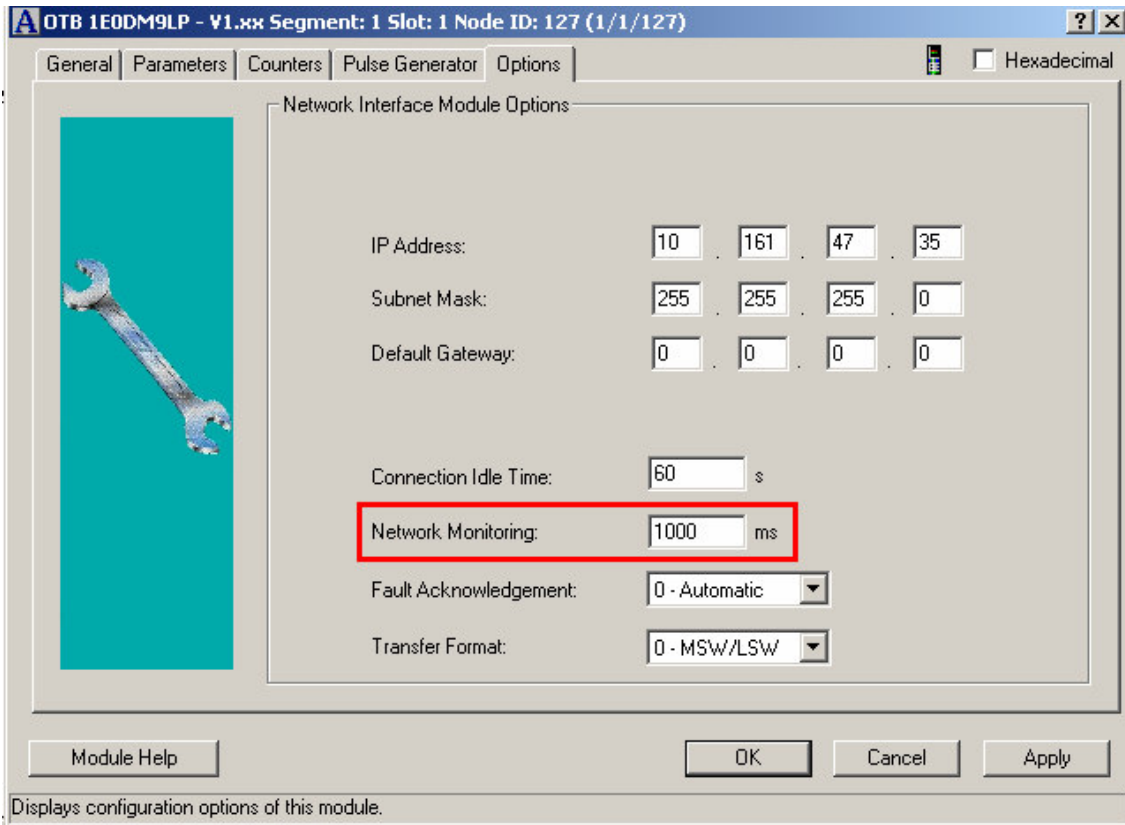 OTB 1E0DM9LP - V1.xx Segment: 1 Slot: 1 Node ID: 127 (1/1/127)
General Parameters Counters Pulse Generator Options Hexadecimal
Network Interface Module Options
IP Address: 10 . 161 . 47 . 35
Subnet Mask: 255 . 255 . 255 . 0
Default Gateway: 0 . 0 . 0 . 0
Connection Idle Time: 60 s
Network Monitoring: 1000 ms
Fault Acknowledgement: 0 - Automatic
Transfer Format: 0 - MSW/LSW
Module Help OK Cancel Apply
Displays configuration options of this module.